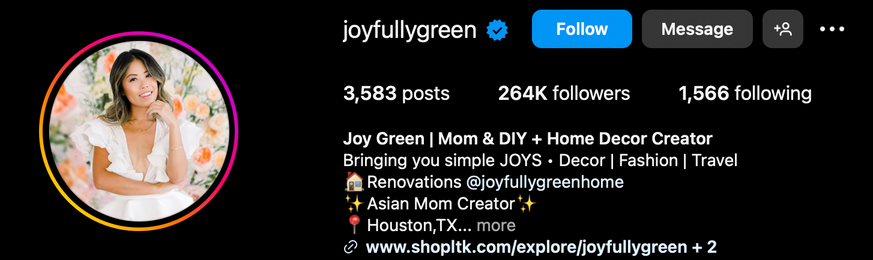 joyfullygreen Follow Message
3,583 posts 264K followers 1,566 following
Joy Green | Mom & DIY + Home Decor Creator
Bringing you simple JOYS • Decor | Fashion | Travel
🏠Renovations @joyfullygreenhome
✨Asian Mom Creator✨
📍Houston,TX... more
www.shopltk.com/explore/joyfullygreen + 2